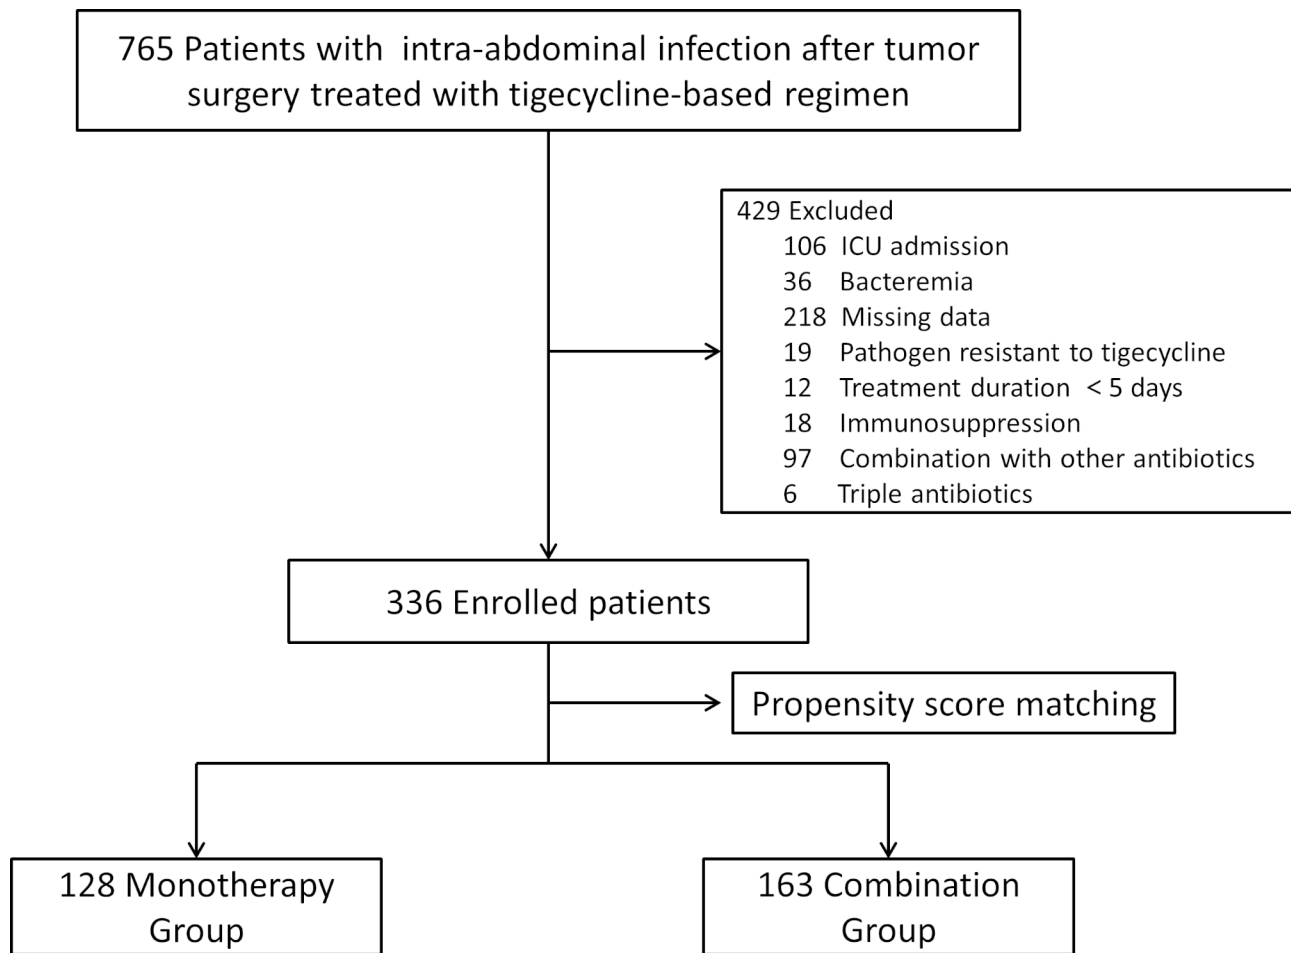 765 Patients with intra-abdominal infection after tumor
surgery treated with tigecycline-based regimen
429 Excluded
106 ICU admission
36 Bacteremia
218 Missing data
19 Pathogen resistant to tigecycline
12 Treatment duration < 5 days
18 Immunosuppression
97 Combination with other antibiotics
6 Triple antibiotics
336 Enrolled patients
Propensity score matching
128 Monotherapy
Group
163 Combination
Group